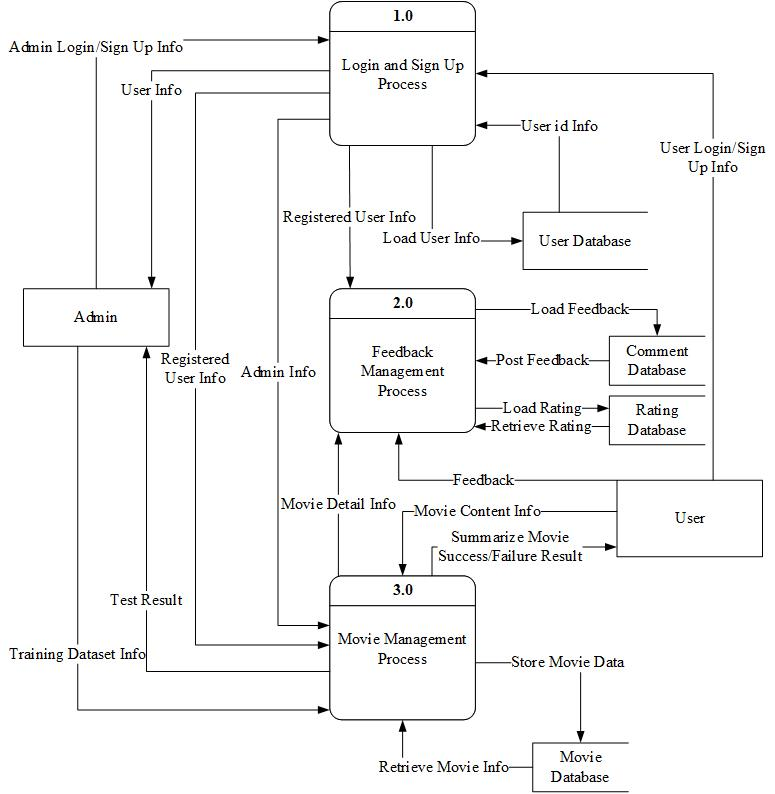 1.0
Admin Login/Sign Up Info
Login and Sign Up
Process
User Info
User id Info
User Login/Sign
Up Info
Registered User Info
Load User Info
User Database
2.0
Load Feedback
Admin
Feedback
Management
Process
Comment
Database
Post Feedback
Registered
User Info
Admin Info
Load Rating
Retrieve Rating
Rating
Database
Feedback
Movie Detail Info
Movie Content Info
User
Summarize Movie
Success/Failure Result
3.0
Test Result
Movie Management
Process
Training Dataset Info
Store Movie Data
Retrieve Movie Info
Movie
Database